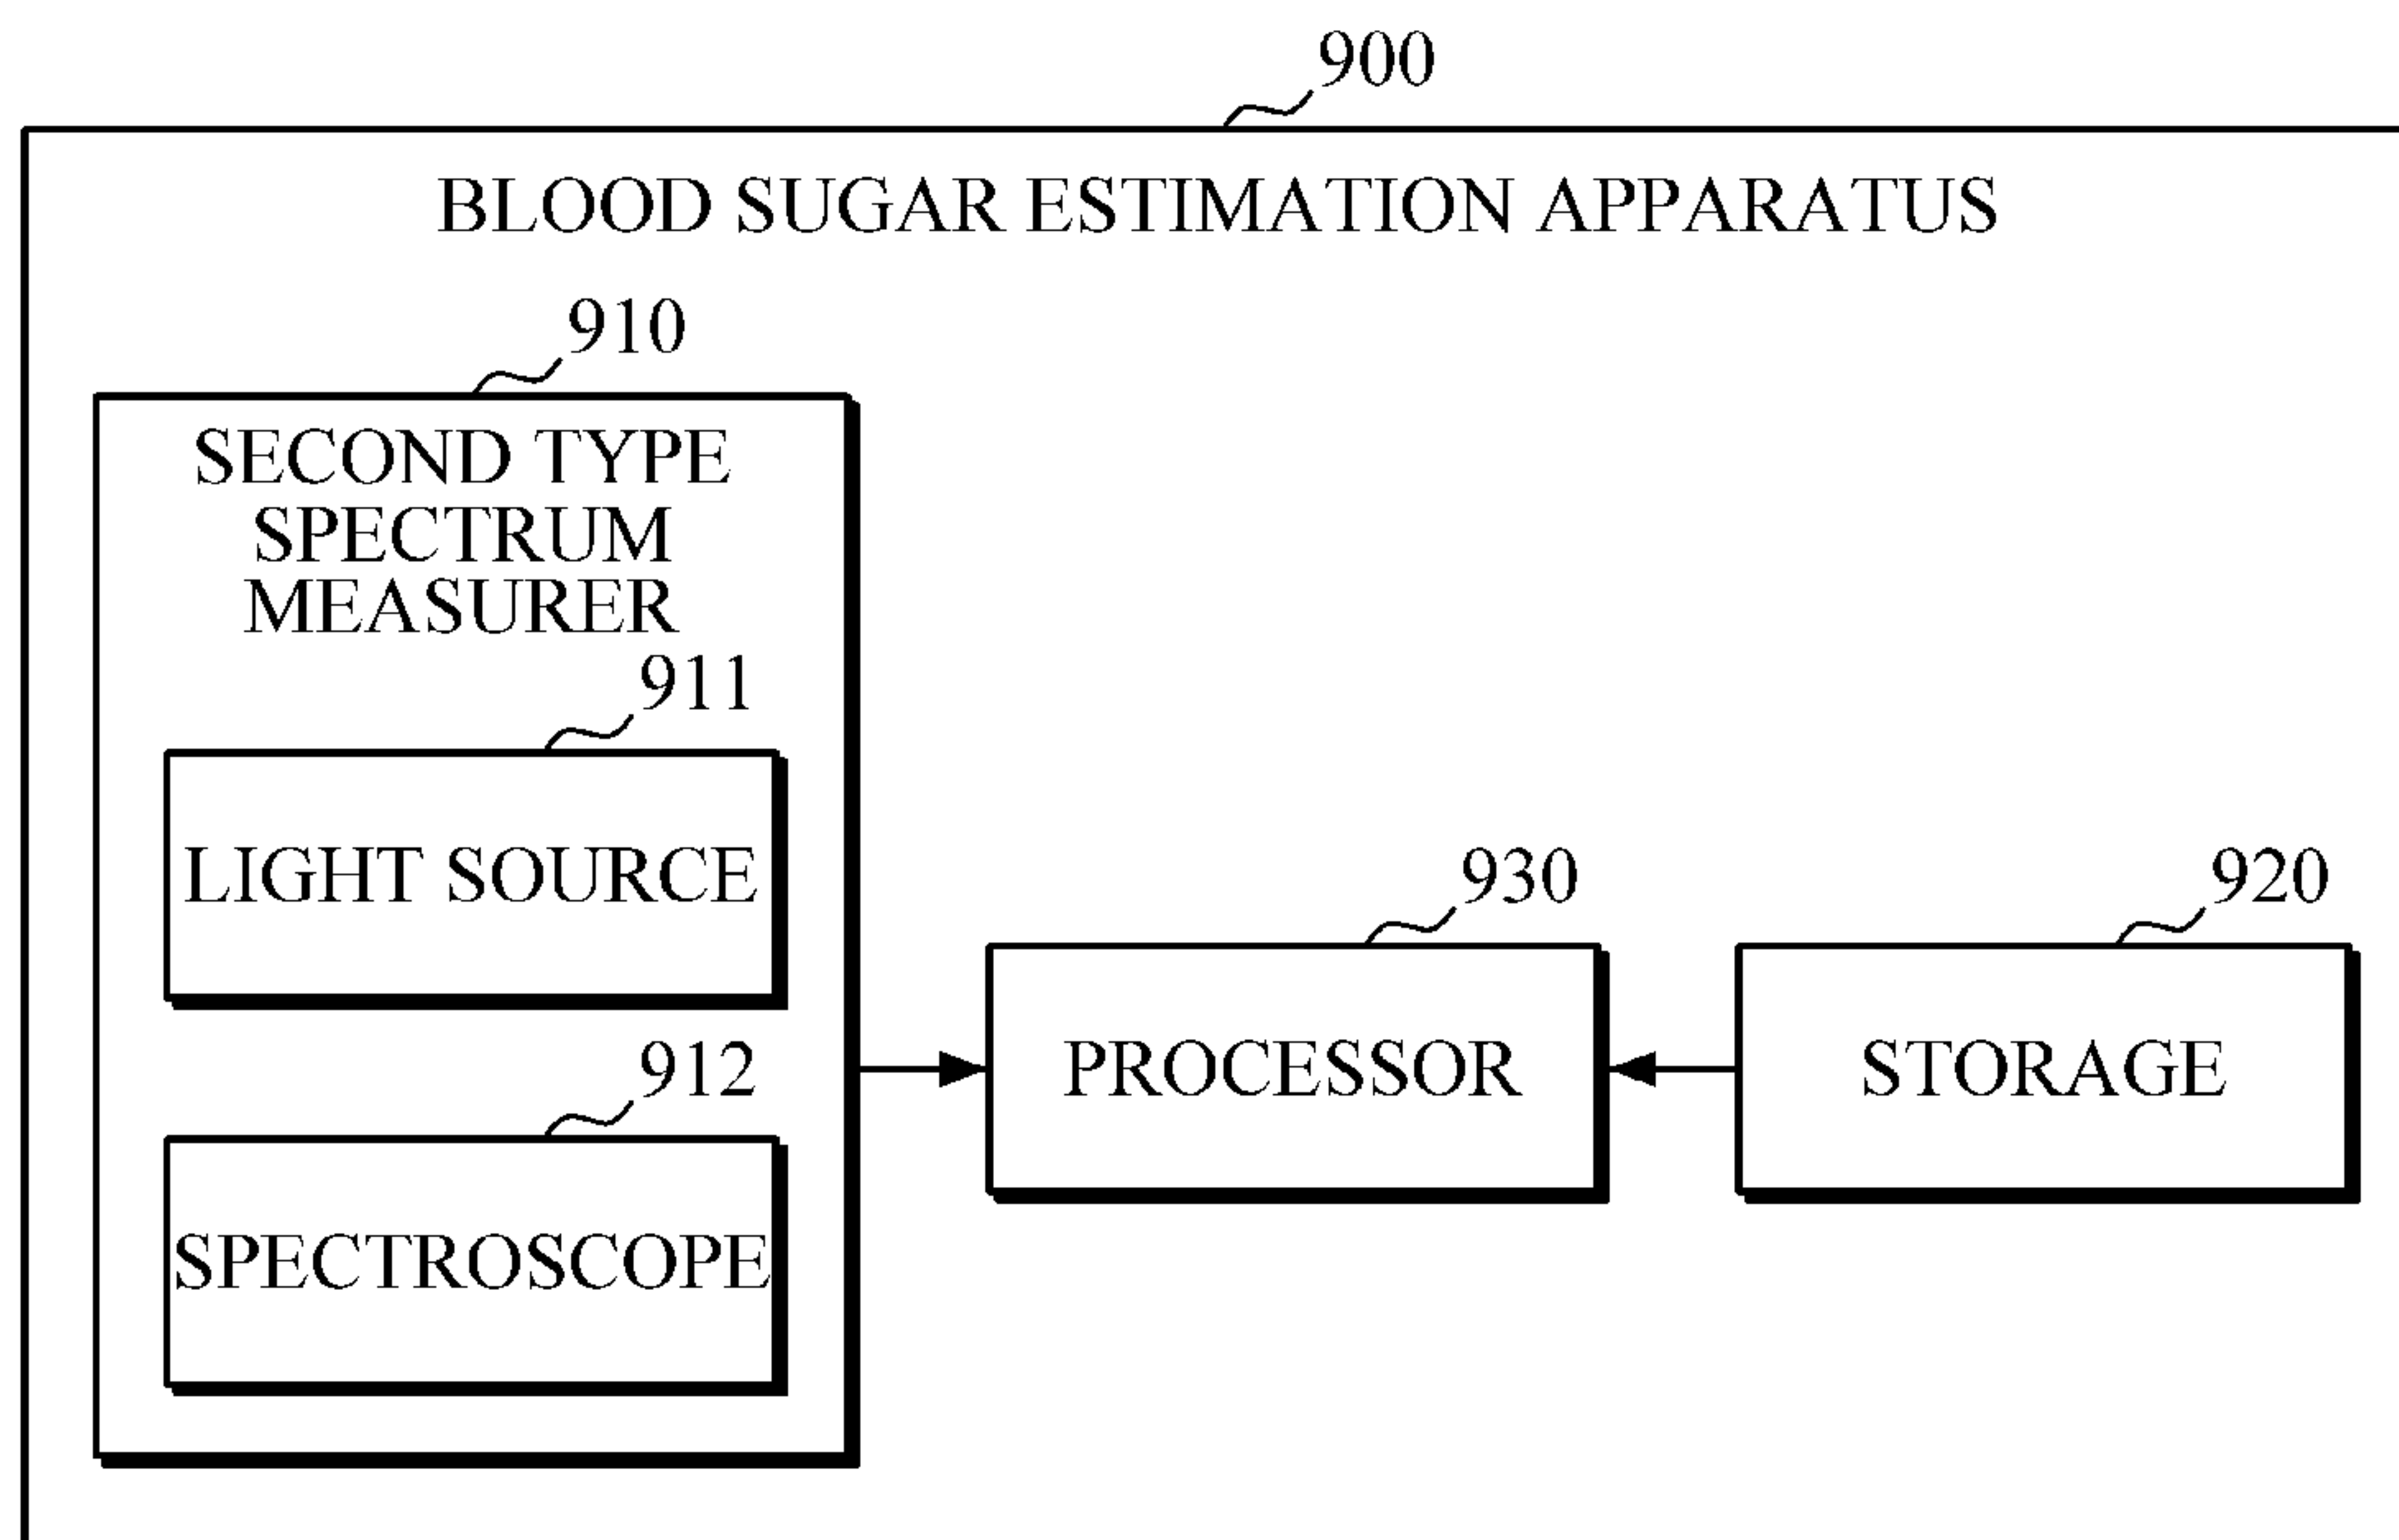 900
BLOOD SUGAR ESTIMATION APPARATUS
910
SECOND TYPE
SPECTRUM
MEASURER
911
LIGHT SOURCE
912
SPECTROSCOPE
930
PROCESSOR
920
STORAGE